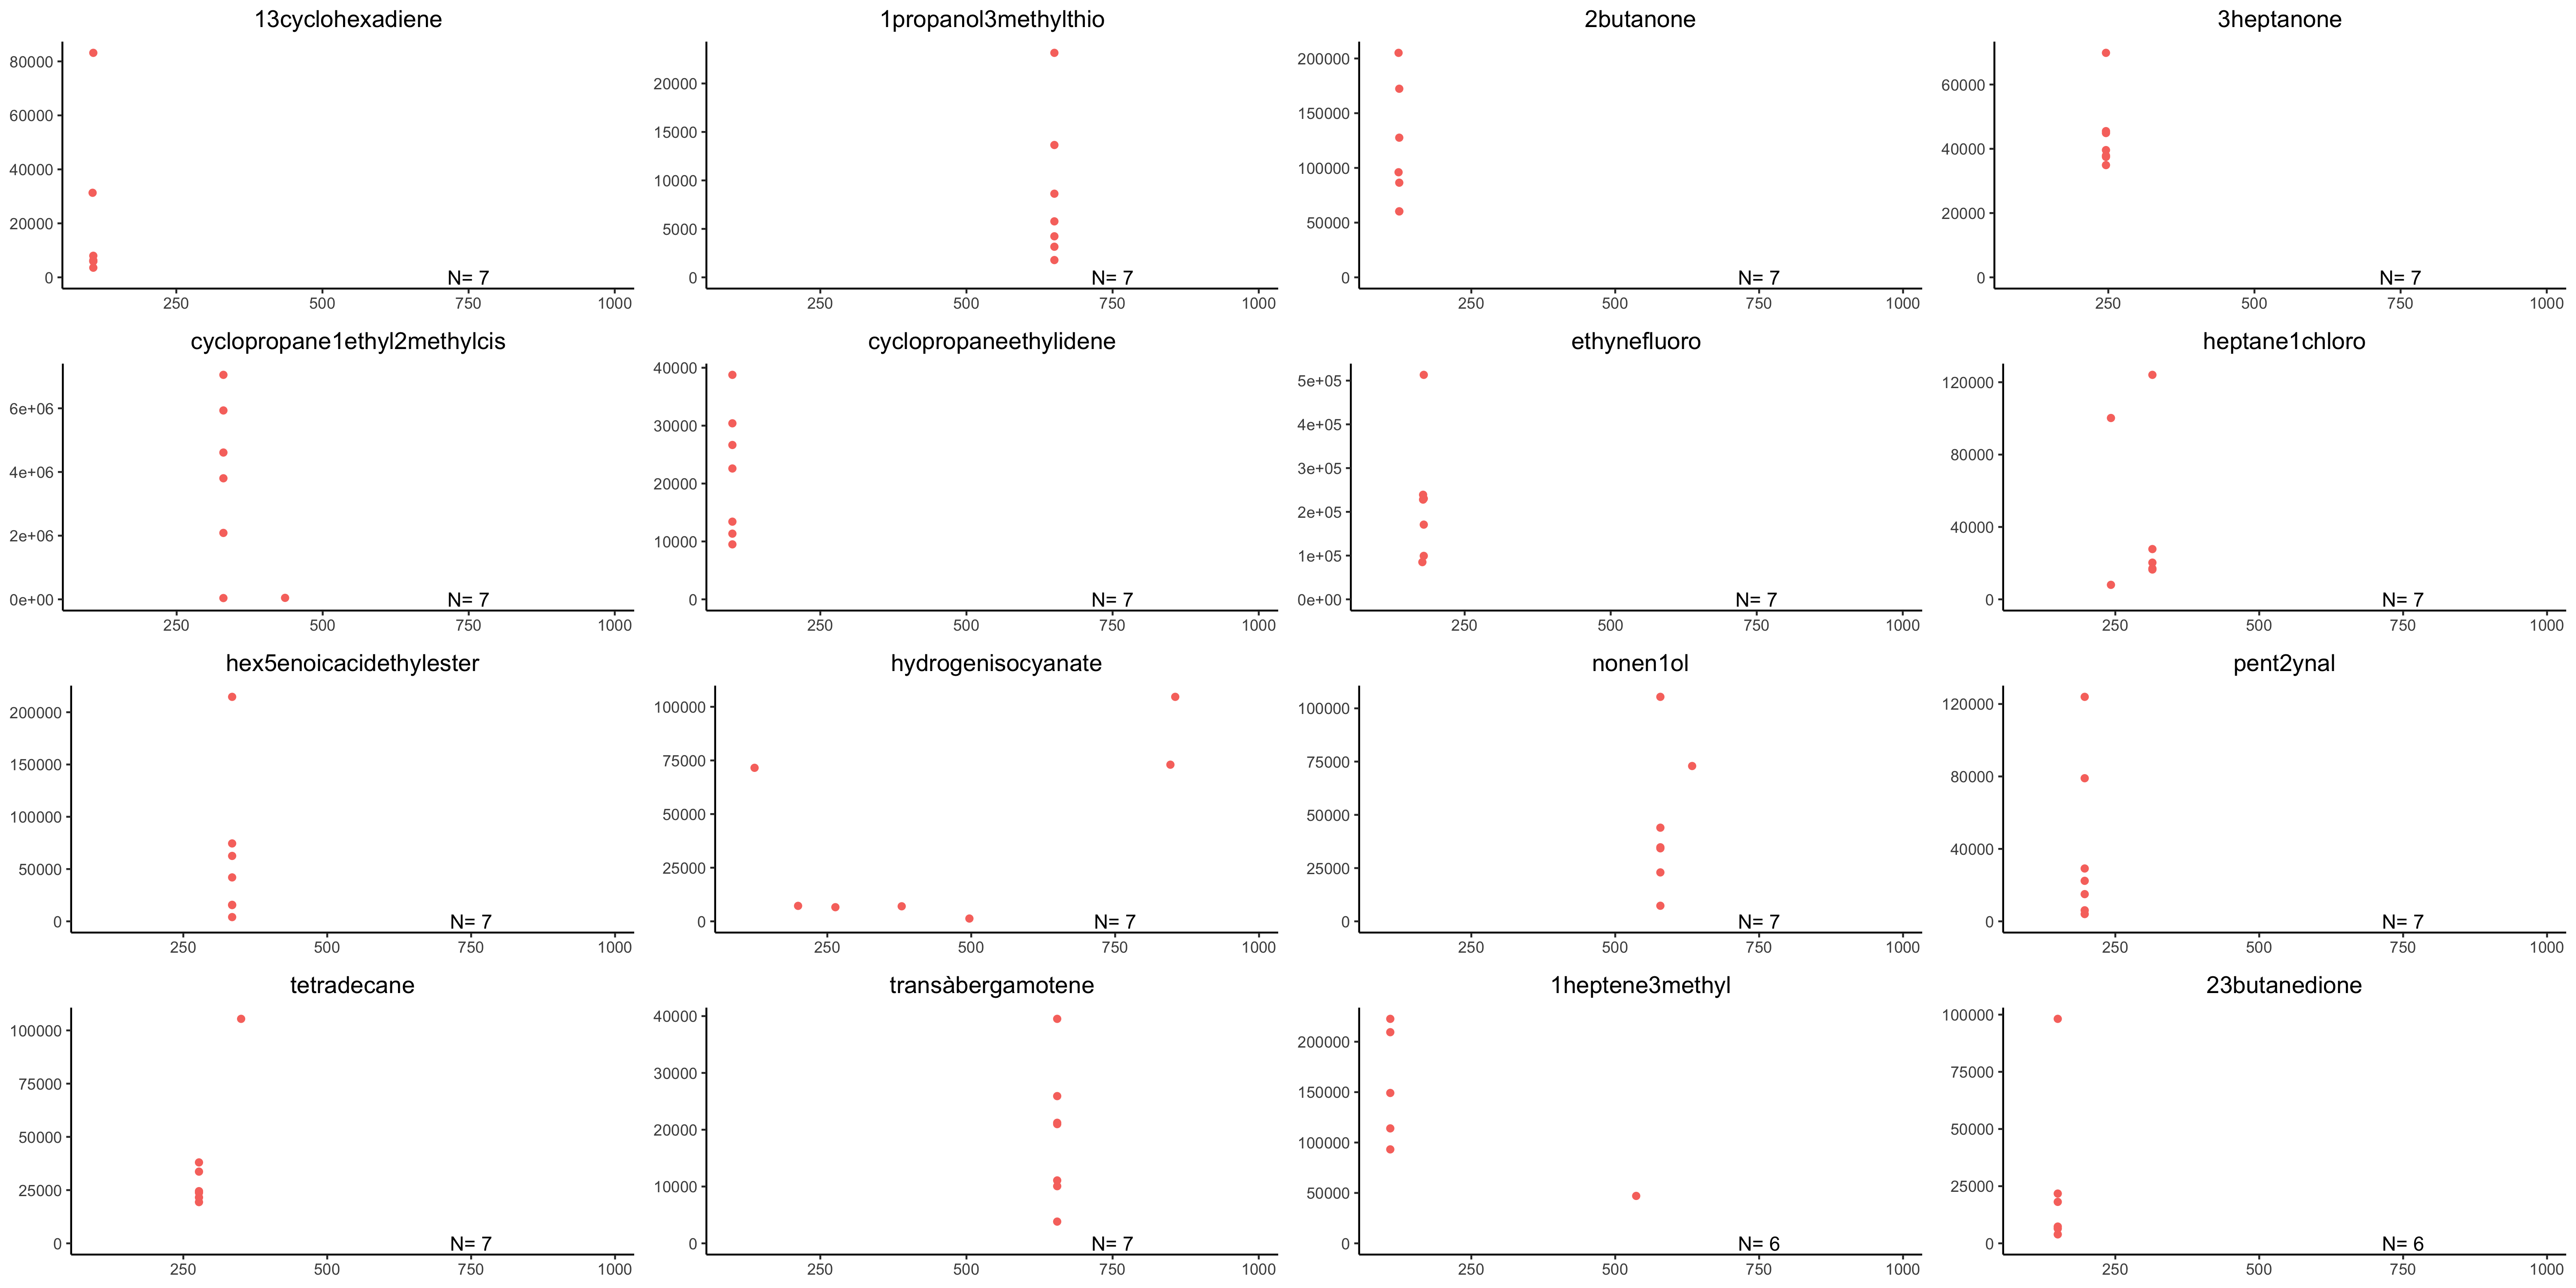 13cyclohexadiene
80000
60000
40000
20000
0
N= 7
250 500 750 1000
1propanol3methylthio
20000
15000
10000
5000
0
N= 7
250 500 750 1000
2butanone
200000
150000
100000
50000
0
N= 7
250 500 750 1000
3heptanone
60000
40000
20000
0
N= 7
250 500 750 1000
cyclopropane1ethyl2methylcis
6e+06
4e+06
2e+06
0e+00
N= 7
250 500 750 1000
cyclopropaneethylidene
40000
30000
20000
10000
0
N= 7
250 500 750 1000
ethynefluoro
5e+05
4e+05
3e+05
2e+05
1e+05
0e+00
N= 7
250 500 750 1000
heptane1chloro
120000
80000
40000
0
N= 7
250 500 750 1000
hex5enoicacidethylester
200000
150000
100000
50000
0
N= 7
250 500 750 1000
hydrogenisocyanate
100000
75000
50000
25000
0
N= 7
250 500 750 1000
nonen1ol
100000
75000
50000
25000
0
N= 7
250 500 750 1000
pent2ynal
120000
80000
40000
0
N= 7
250 500 750 1000
tetradecane
100000
75000
50000
25000
0
N= 7
250 500 750 1000
transàbergamotene
40000
30000
20000
10000
0
N= 7
250 500 750 1000
1heptene3methyl
200000
150000
100000
50000
0
N= 6
250 500 750 1000
23butanedione
100000
75000
50000
25000
0
N= 6
250 500 750 1000